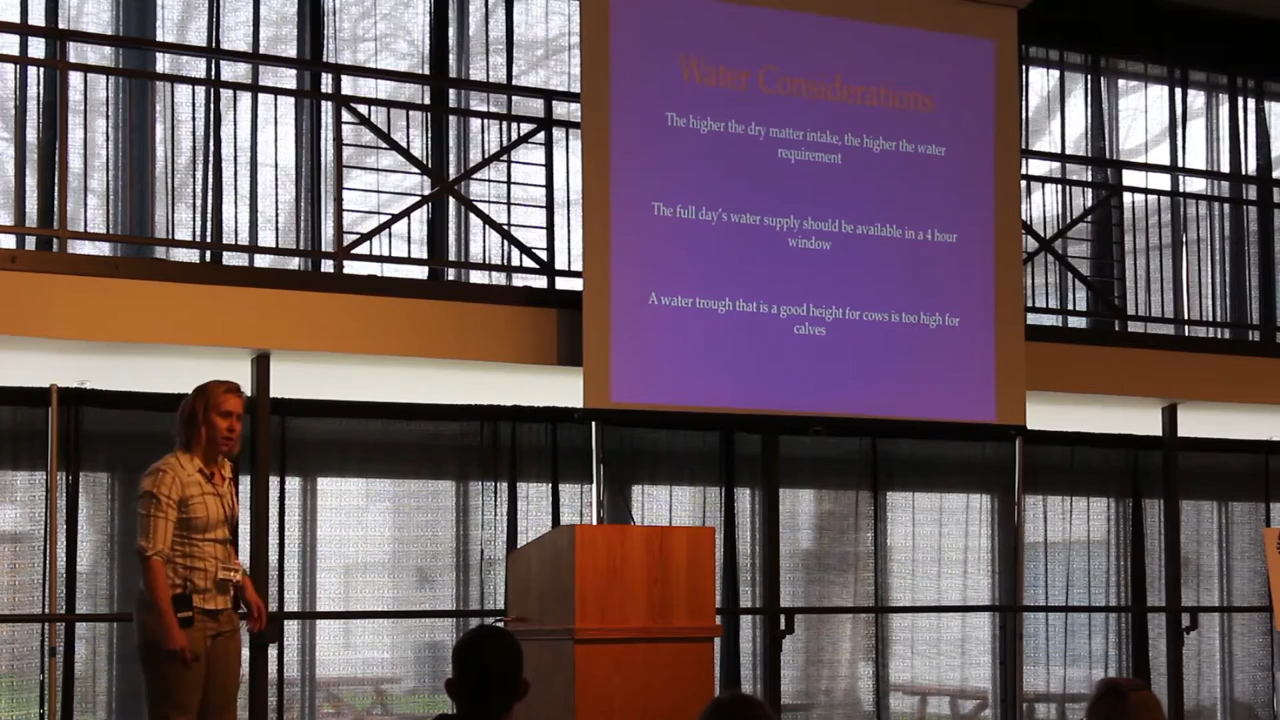 Water Considerations
The higher the dry matter intake, the higher the water
requirement
The full day's water supply should be available in a 4 hour
window
A water trough that is a good height for cows is too high for
calves